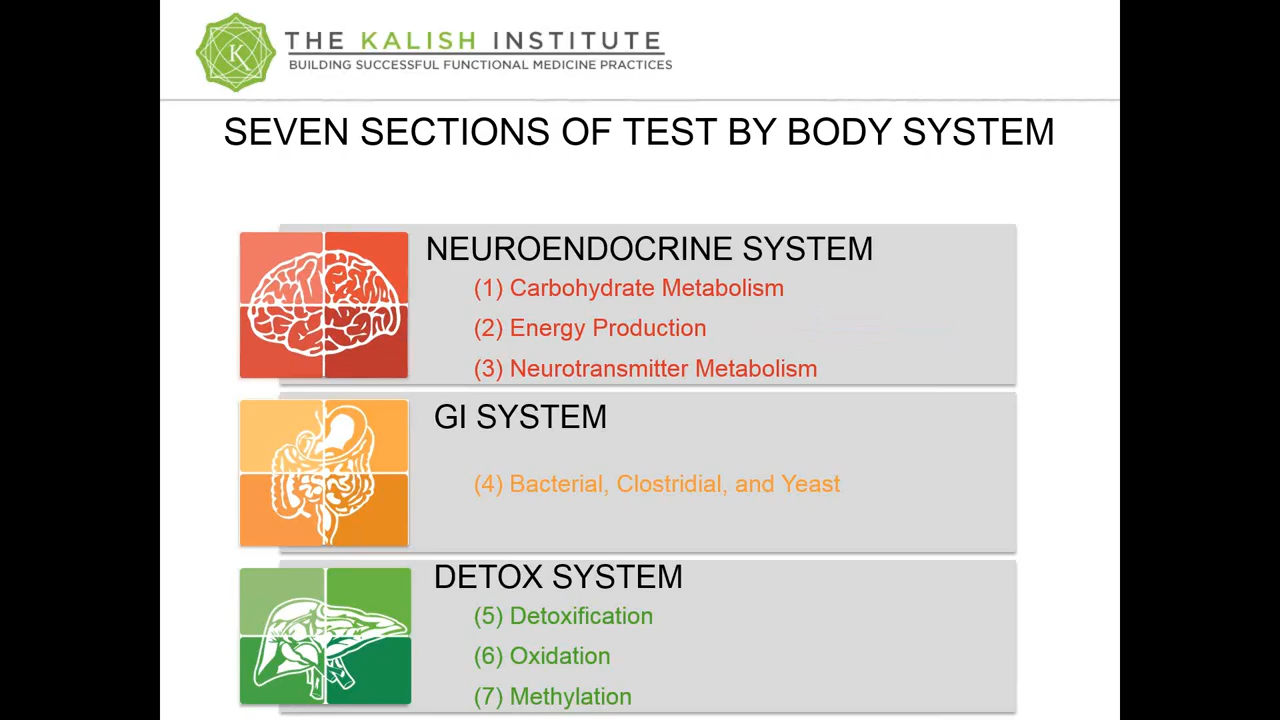 K
THE KALISH INSTITUTE
BUILDING SUCCESSFUL FUNCTIONAL MEDICINE PRACTICES
SEVEN SECTIONS OF TEST BY BODY SYSTEM
NEUROENDOCRINE SYSTEM
(1) Carbohydrate Metabolism
(2) Energy Production
(3) Neurotransmitter Metabolism
GI SYSTEM
(4) Bacterial, Clostridial, and Yeast
DETOX SYSTEM
(5) Detoxification
(6) Oxidation
(7) Methylation